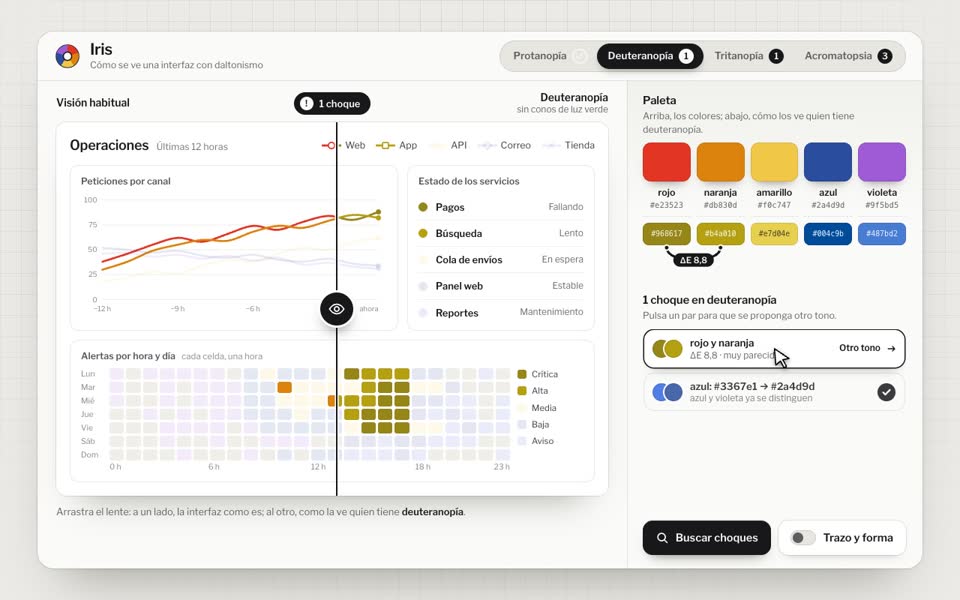 Iris
Cómo se ve una interfaz con daltonismo
Protanopía
Deuteranopía 1
Tritanopía 1
Acromatopsia 3
Visión habitual
! 1 choque
Deuteranopía
sin conos de luz verde
Operaciones Últimas 12 horas
Web
App
API
Correo
Tienda
Peticiones por canal
100
75
50
25
0
−12 h
−9 h
−6 h
ahora
Estado de los servicios
Pagos Fallando
Búsqueda Lento
Cola de envíos En espera
Panel web Estable
Reportes Mantenimiento
Alertas por hora y día cada celda, una hora
Lun
Mar
Mié
Jue
Vie
Sáb
Dom
0 h
6 h
12 h
18 h
23 h
Crítica
Alta
Media
Baja
Aviso
Arrastra el lente: a un lado, la interfaz como es; al otro, como la ve quien tiene deuteranopía.
Paleta
Arriba, los colores; abajo, cómo los ve quien tiene
deuteranopía.
rojo naranja amarillo azul violeta
#e23523 #db830d #f0c747 #2a4d9d #9f5bd5
#968617 #b4a010 #e7d04e #004c9b #487bd2
ΔE 8,8
1 choque en deuteranopía
Pulsa un par para que se proponga otro tono.
rojo y naranja
ΔE 8,8 · muy parecid
Otro tono →
azul: #3367e1 → #2a4d9d
azul y violeta ya se distinguen
Buscar choques
Trazo y forma